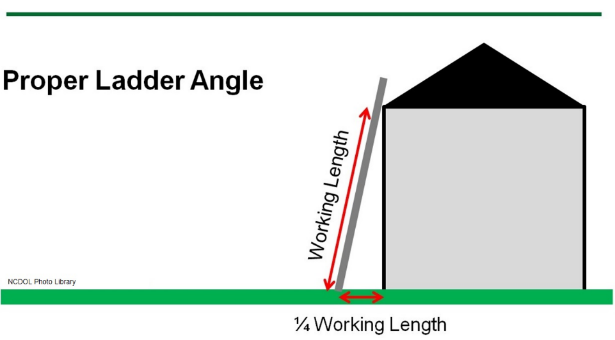 Proper Ladder Angle
Working Length
NCDOL Photo Library
¼ Working Length